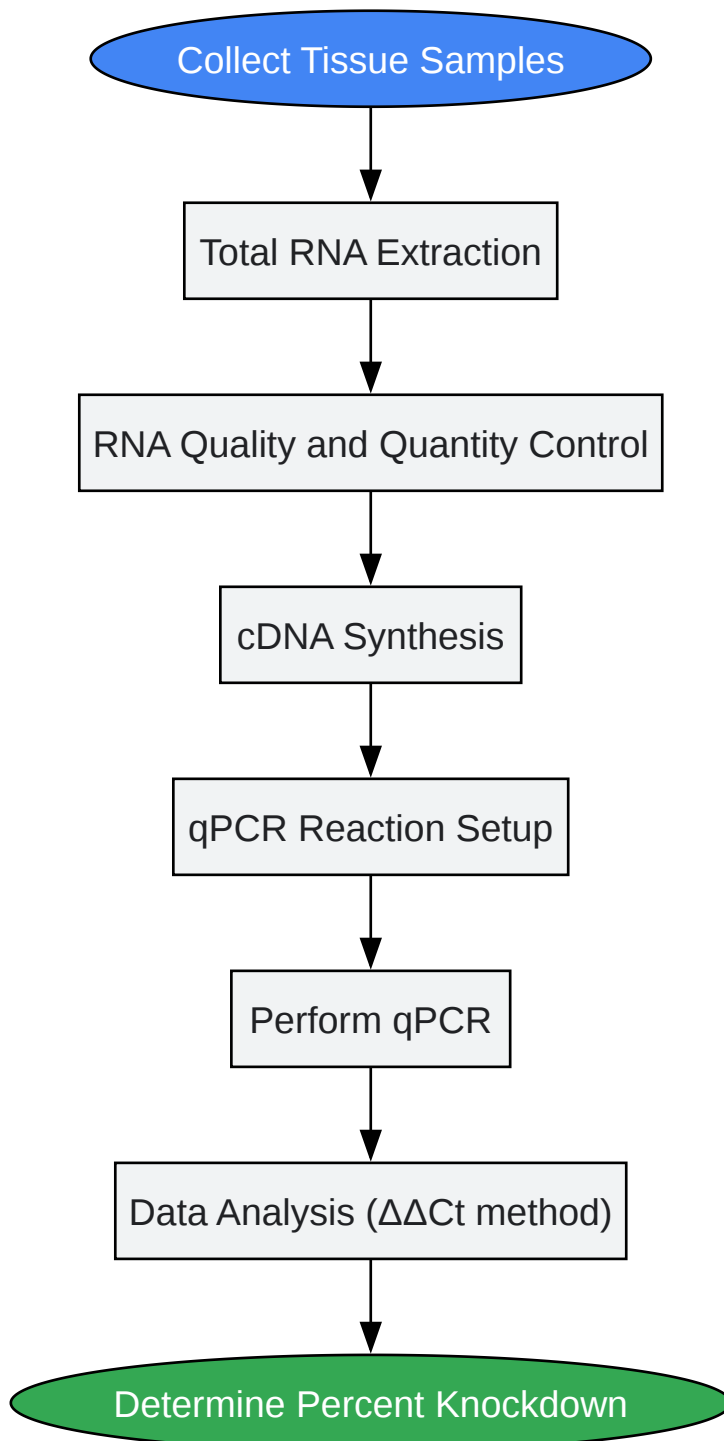 Collect Tissue Samples
Total RNA Extraction
RNA Quality and Quantity Control
cDNA Synthesis
qPCR Reaction Setup
Perform qPCR
Data Analysis (ΔΔCt method)
Determine Percent Knockdown